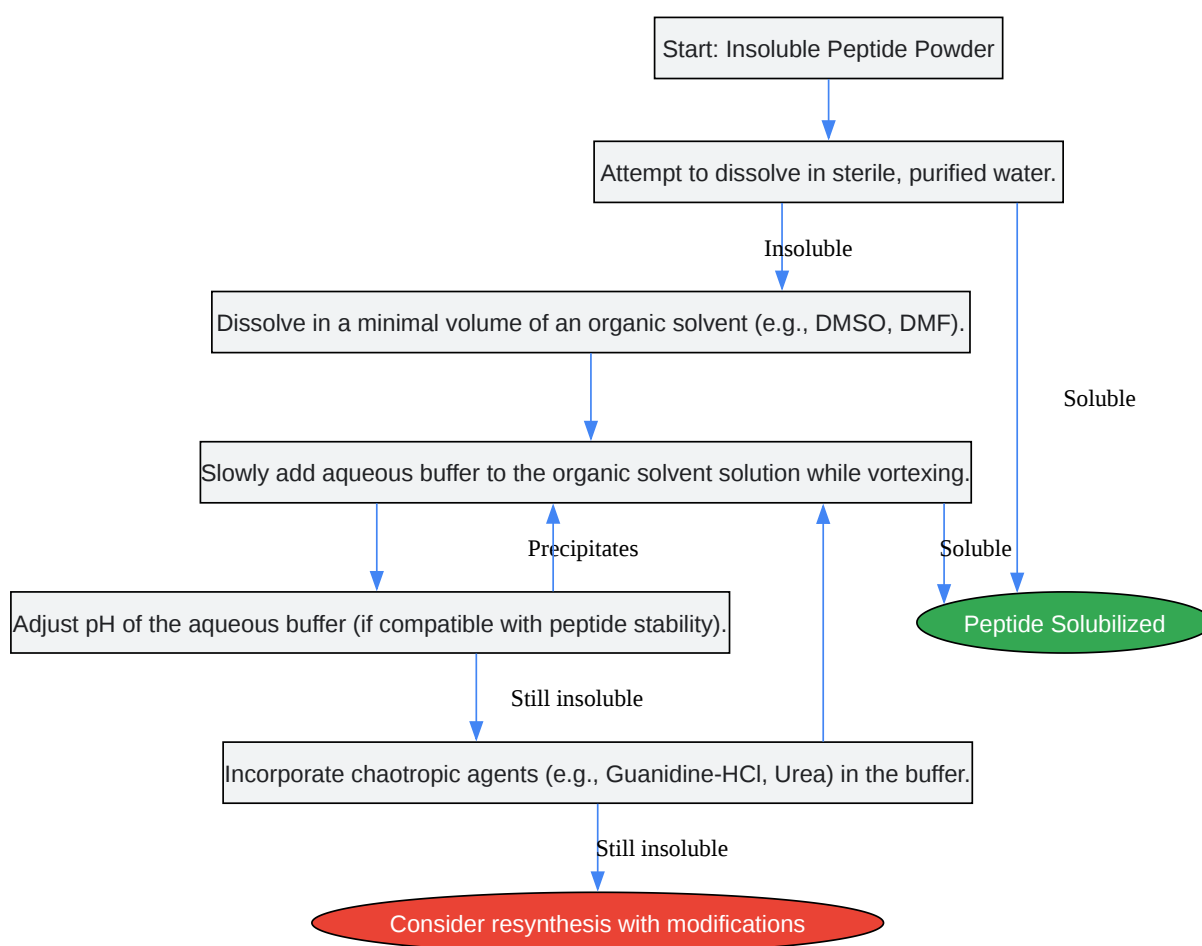 Start: Insoluble Peptide Powder
Attempt to dissolve in sterile, purified water.
Insoluble
Dissolve in a minimal volume of an organic solvent (e.g., DMSO, DMF).
Soluble
Slowly add aqueous buffer to the organic solvent solution while vortexing.
Precipitates
Soluble
Adjust pH of the aqueous buffer (if compatible with peptide stability).
Peptide Solubilized
Still insoluble
Incorporate chaotropic agents (e.g., Guanidine-HCl, Urea) in the buffer.
Still insoluble
Consider resynthesis with modifications